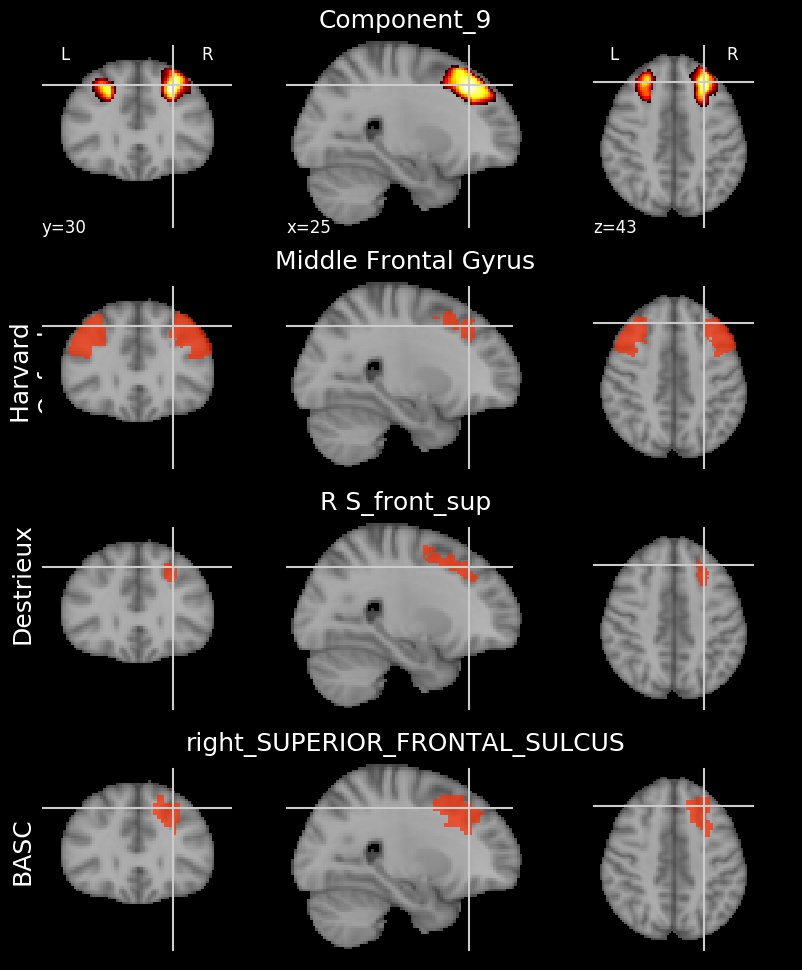 Component_9
L R L R
y=30 x=25 z=43
Middle Frontal Gyrus
Harvard
R S_front_sup
Destrieux
right_SUPERIOR_FRONTAL_SULCUS
BASC